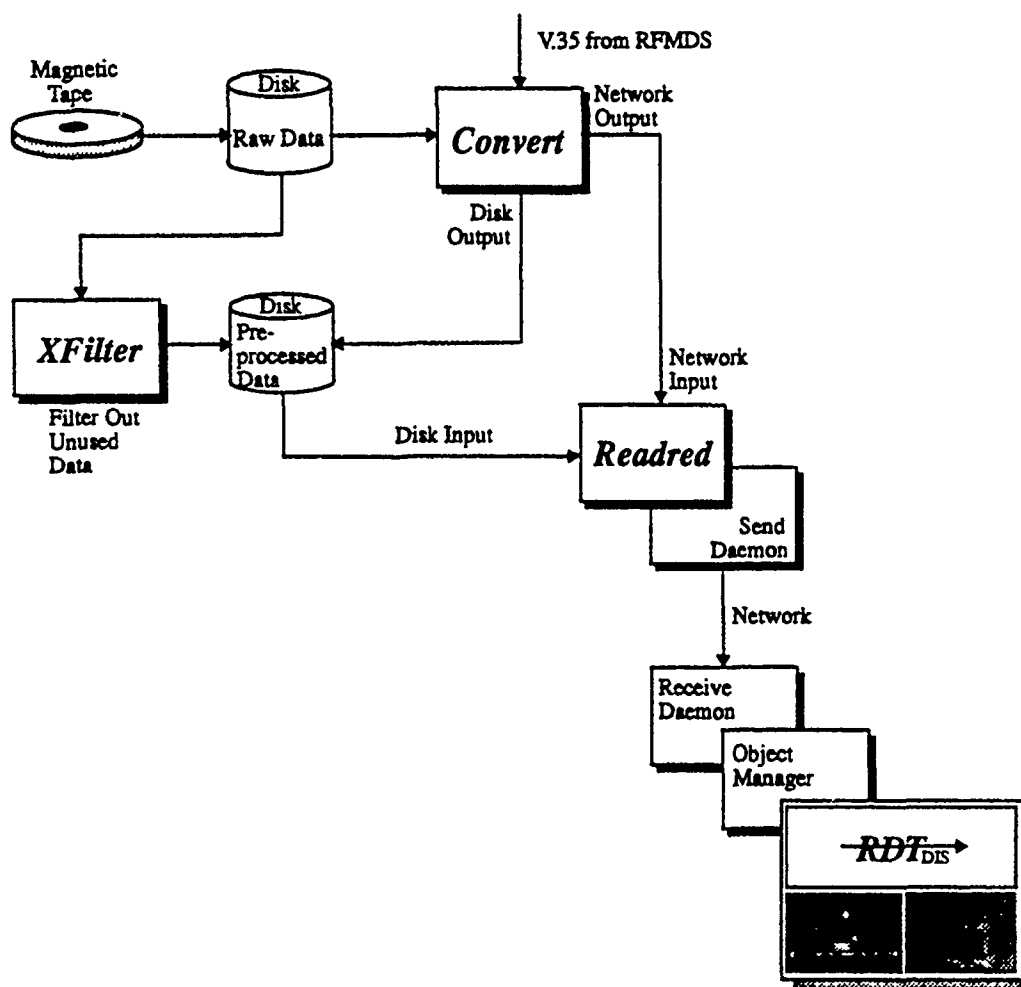 V.35 from RFMDS
Magnetic
Tape
Disk
Raw Data
Convert
Network
Output
Disk
Output
XFilter
Filter Out
Unused
Data
Disk
Pre-
processed
Data
Network
Input
Disk Input
Readred
Send
Daemon
Network
Receive
Daemon
Object
Manager
RDT DIS